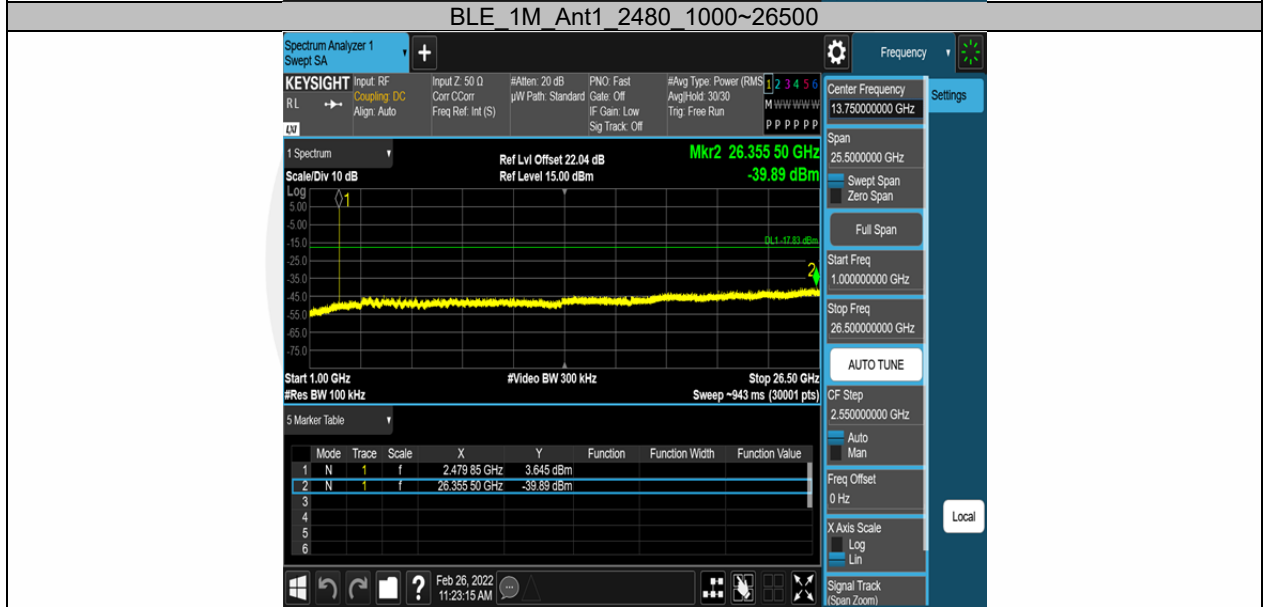 BLE_1M_Ant1_2480_1000~26500
Spectrum Analyzer 1
Swept SA
+
Frequency
KEYSIGHT
RL
LXI
Input: RF
Coupling: DC
Align: Auto
Input Z: 50 Ω
Corr CCorr
Freq Ref: Int (S)
#Atten: 20 dB
µW Path: Standard
PNO: Fast
Gate: Off
IF Gain: Low
Sig Track: Off
#Avg Type: Power (RMS
Avg|Hold: 30/30
Trig: Free Run
1 2 3 4 5 6
M W W W W W
P P P P P P
Center Frequency
13.750000000 GHz
Settings
1 Spectrum
Scale/Div 10 dB
Ref Lvl Offset 22.04 dB
Ref Level 15.00 dBm
Mkr2 26.355 50 GHz
-39.89 dBm
Log
5.00
-5.00
-15.0
-25.0
-35.0
-45.0
-55.0
-65.0
-75.0
1
DL1 -17.83 dBm
2
Start 1.00 GHz
#Video BW 300 kHz
Stop 26.50 GHz
#Res BW 100 kHz
Sweep ~943 ms (30001 pts)
Span
25.5000000 GHz
Swept Span
Zero Span
Full Span
Start Freq
1.000000000 GHz
Stop Freq
26.500000000 GHz
AUTO TUNE
CF Step
2.550000000 GHz
Auto
Man
Freq Offset
0 Hz
X Axis Scale
Log
Lin
Signal Track
(Span Zoom)
Local
5 Marker Table
Mode Trace Scale X Y Function Function Width Function Value
1 N 1 f 2.479 85 GHz 3.645 dBm
2 N 1 f 26.355 50 GHz -39.89 dBm
3
4
5
6
?
Feb 26, 2022
11:23:15 AM